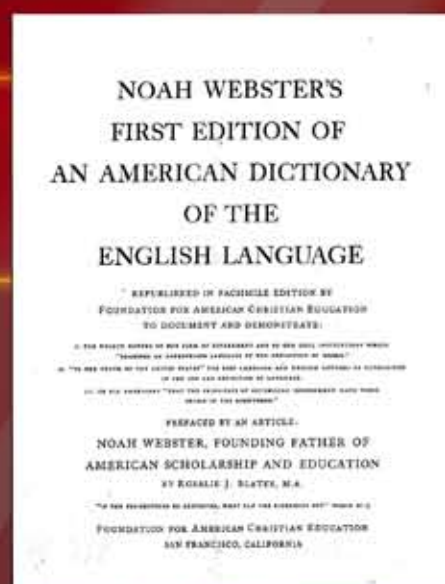 NOAH WEBSTER'S
FIRST EDITION OF
AN AMERICAN DICTIONARY
OF THE
ENGLISH LANGUAGE
REPUBLISHED IN FACSIMILE EDITION BY
FOUNDATION FOR AMERICAN CHRISTIAN EDUCATION
TO DOCUMENT AND DEMONSTRATE:
PREFACED BY AN ARTICLE:
NOAH WEBSTER, FOUNDING FATHER OF
AMERICAN SCHOLARSHIP AND EDUCATION
BY ROSALIE J. SLATER, M.A.
FOUNDATION FOR AMERICAN CHRISTIAN EDUCATION
SAN FRANCISCO, CALIFORNIA